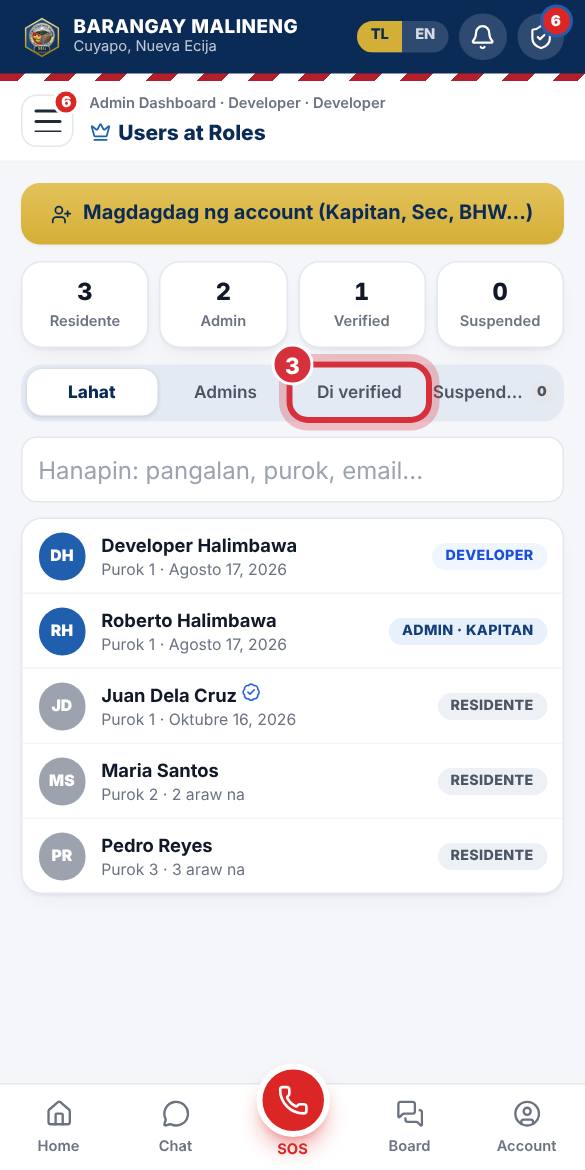 BARANGAY MALINENG
Cuyapo, Nueva Ecija
TL EN
6
6
Admin Dashboard · Developer · Developer
Users at Roles
Magdagdag ng account (Kapitan, Sec, BHW...)
3 2 1 0
Residente Admin Verified Suspended
3
Lahat Admins Di verified Suspend... 0
Hanapin: pangalan, purok, email...
DH Developer Halimbawa DEVELOPER
Purok 1 · Agosto 17, 2026
RH Roberto Halimbawa ADMIN · KAPITAN
Purok 1 · Agosto 17, 2026
JD Juan Dela Cruz RESIDENTE
Purok 1 · Oktubre 16, 2026
MS Maria Santos RESIDENTE
Purok 2 · 2 araw na
PR Pedro Reyes RESIDENTE
Purok 3 · 3 araw na
Home Chat SOS Board Account